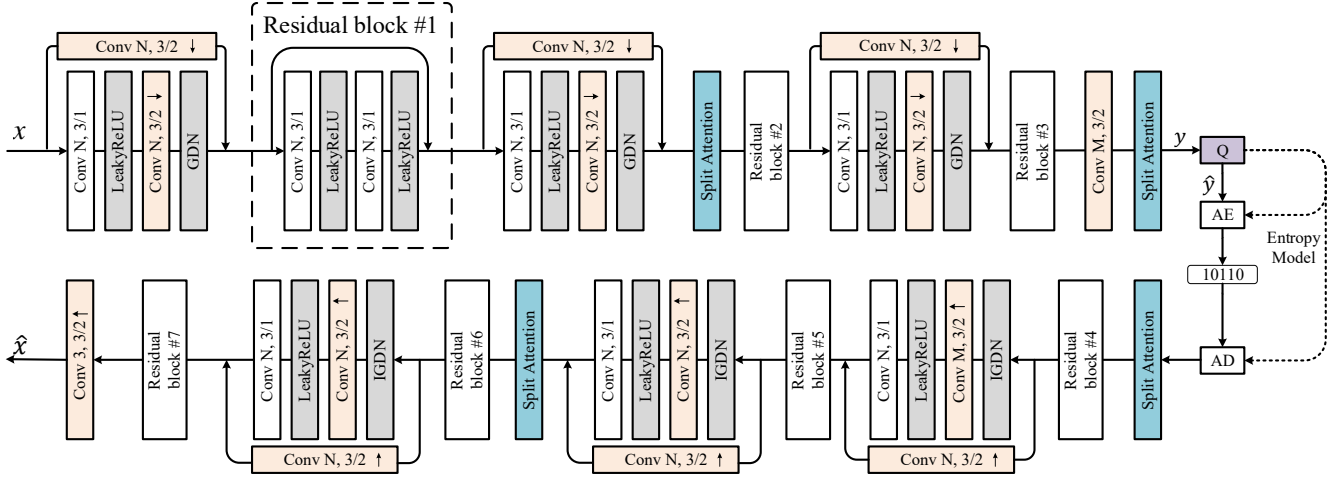 Residual block #1
Conv N, 3/2 ↓
Conv N, 3/2 ↓
Conv N, 3/2 ↓
x
Conv N, 3/1
LeakyReLU
Conv N, 3/2 ↓
GDN
Conv N, 3/1
LeakyReLU
Conv N, 3/1
LeakyReLU
Conv N, 3/1
LeakyReLU
Conv N, 3/2 ↓
GDN
Split Attention
Residual
block #2
Conv N, 3/1
LeakyReLU
Conv N, 3/2 ↓
GDN
Residual
block #3
Conv M, 3/2
Split Attention
y
Q
ŷ
AE
Entropy
Model
10110
AD
x̂
Conv 3, 3/2 ↑
Residual
block #7
Conv N, 3/1
LeakyReLU
Conv N, 3/2 ↑
IGDN
Conv N, 3/2 ↑
Residual
block #6
Split Attention
Conv N, 3/1
LeakyReLU
Conv N, 3/2 ↑
IGDN
Conv N, 3/2 ↑
Residual
block #5
Conv N, 3/1
LeakyReLU
Conv M, 3/2 ↑
IGDN
Conv N, 3/2 ↑
Residual
block #4
Split Attention